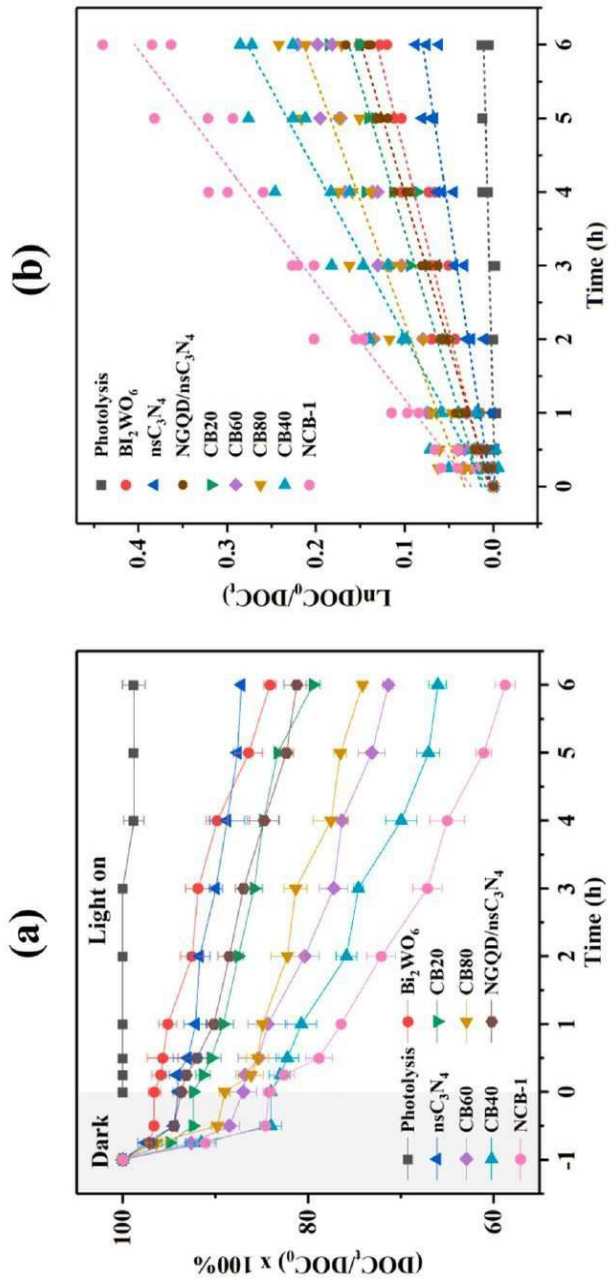 (a)
Dark
Light on
100
80
60
(DOCt/DOC0) x 100%
-1 0 1 2 3 4 5 6
Time (h)
Photolysis
Bi2WO6
nsC3N4
CB20
CB60
CB80
CB40
NGQD/nsC3N4
NCB-1
(b)
0.4
0.3
0.2
0.1
0.0
Ln(DOC0/DOCt)
0 1 2 3 4 5 6
Time (h)
Photolysis
BI2WO6
nsC3N4
NGQD/nsC3N4
CB20
CB60
CB80
CB40
NCB-1